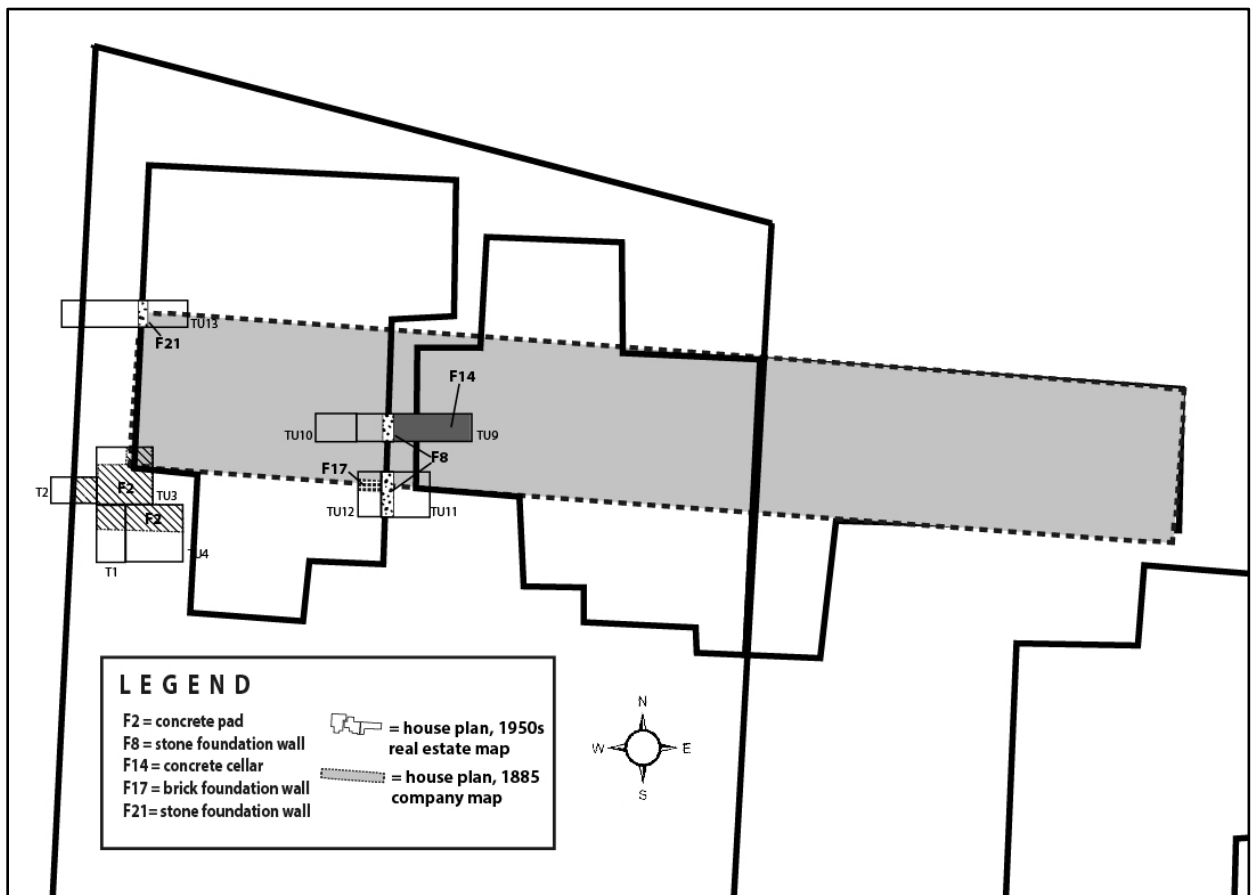 TU13
F21
F14
TU10
TU9
F8
F17
F2
T2
TU3
F2
TU12
TU11
TU4
T1
LEGEND
F2 = concrete pad
F8 = stone foundation wall
F14 = concrete cellar
F17 = brick foundation wall
F21= stone foundation wall
= house plan, 1950s
real estate map
= house plan, 1885
company map
N
W E
S